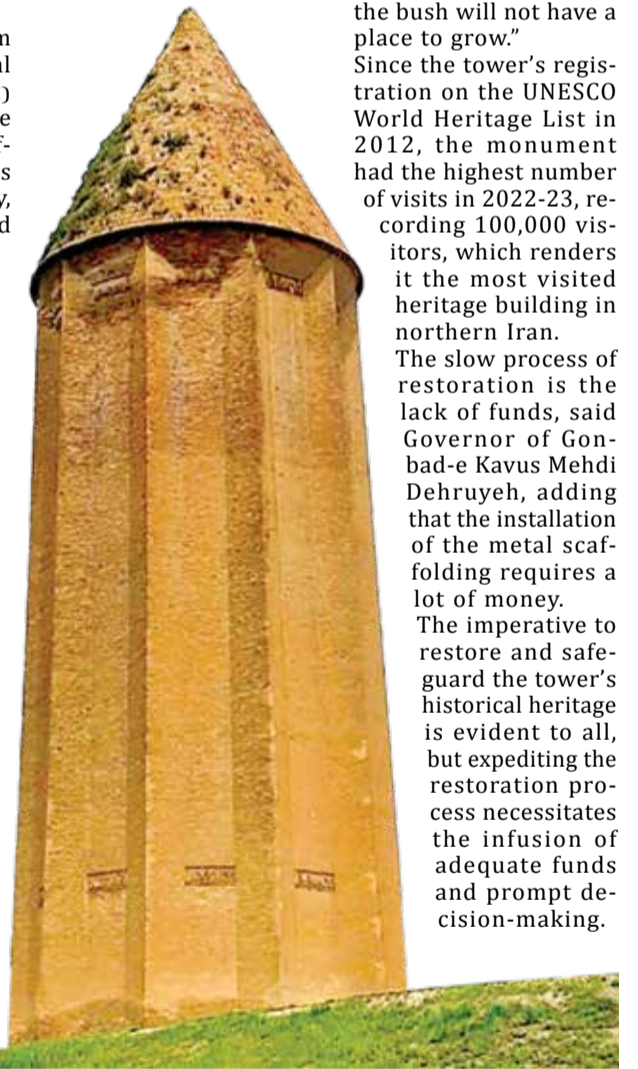 n
al
)
e
f-
s
y,
d
the bush will not have a
place to grow.”
Since the tower’s regis-
tration on the UNESCO
World Heritage List in
2012, the monument
had the highest number
of visits in 2022-23, re-
cording 100,000 vis-
itors, which renders
it the most visited
heritage building in
northern Iran.
The slow process of
restoration is the
lack of funds, said
Governor of Gon-
bad-e Kavus Mehdi
Dehruyeh, adding
that the installation
of the metal scaf-
folding requires a
lot of money.
The imperative to
restore and safe-
guard the tower’s
historical heritage
is evident to all,
but expediting the
restoration pro-
cess necessitates
the infusion of
adequate funds
and prompt de-
cision-making.